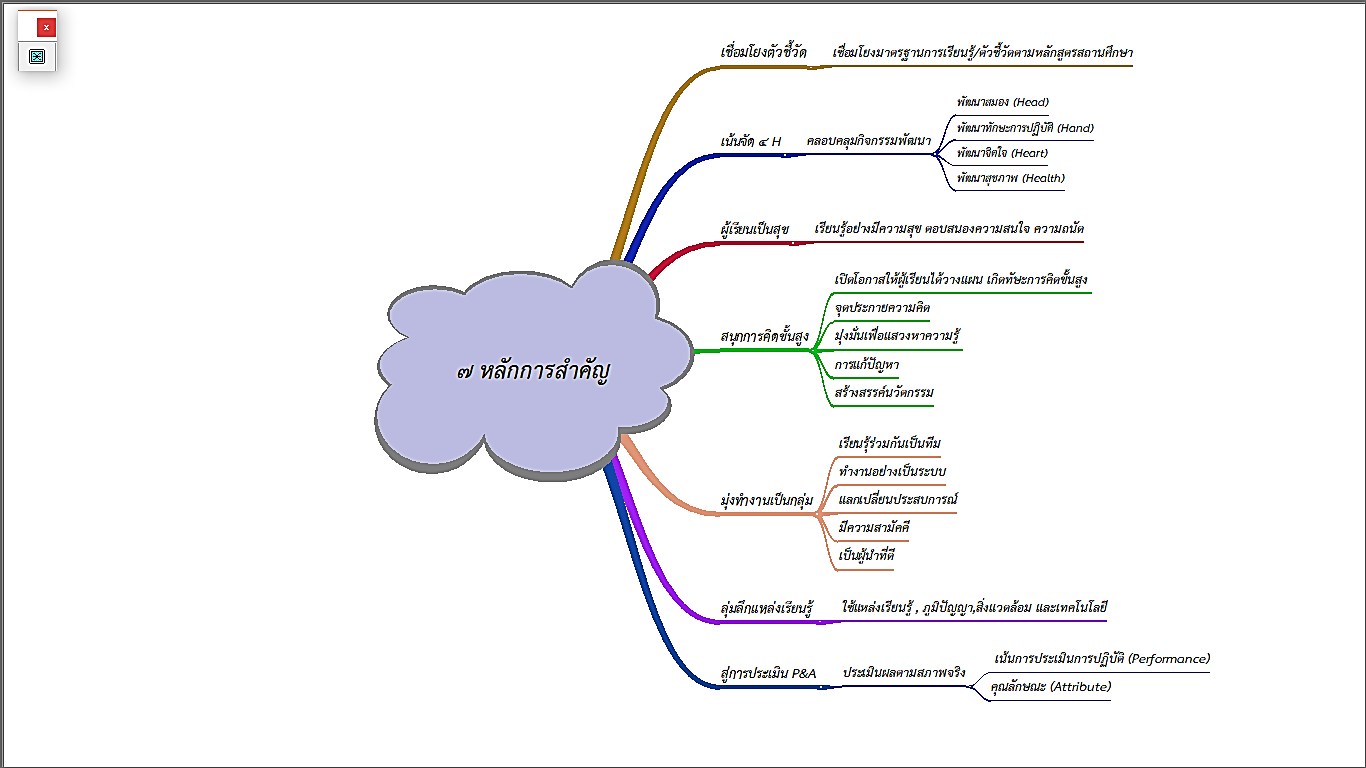 ๗ หลักการสำคัญ
เชื่อมโยงตัวชี้วัด
เชื่อมโยงมาตรฐานการเรียนรู้/ตัวชี้วัดตามหลักสูตรสถานศึกษา
เน้นจัด ๔ H
คลอบคลุมกิจกรรมพัฒนา
พัฒนาสมอง (Head)
พัฒนาทักษะการปฏิบัติ (Hand)
พัฒนาจิตใจ (Heart)
พัฒนาสุขภาพ (Health)
ผู้เรียนเป็นสุข
เรียนรู้อย่างมีความสุข ตอบสนองความสนใจ ความถนัด
สนุกการคิดขั้นสูง
เปิดโอกาสให้ผู้เรียนได้วางแผน เกิดทัษะการคิดขั้นสูง
จุดประกายความคิด
มุ่งมั่นเพื่อแสวงหาความรู้
การแก้ปัญหา
สร้างสรรค์นวัตกรรม
มุ่งทำงานเป็นกลุ่ม
เรียนรุ้ร่วมกันเป็นทีม
ทำงานอย่างเป็นระบบ
แลกเปลี่ยนประสบการณ์
มีความสามัคคี
เป็นผู้นำที่ดี
ลุ่มลึกแหล่งเรียนรู้
ใช้แหล่งเรียนรู้ , ภูมิปัญญา,สิ่งแวดล้อม และเทคโนโลยี
สู่การประเมิน P&A
ประเมินผลตามสภาพจริง
เน้นการประเมินการปฏิบัติ (Performance)
คุณลักษณะ (Attribute)